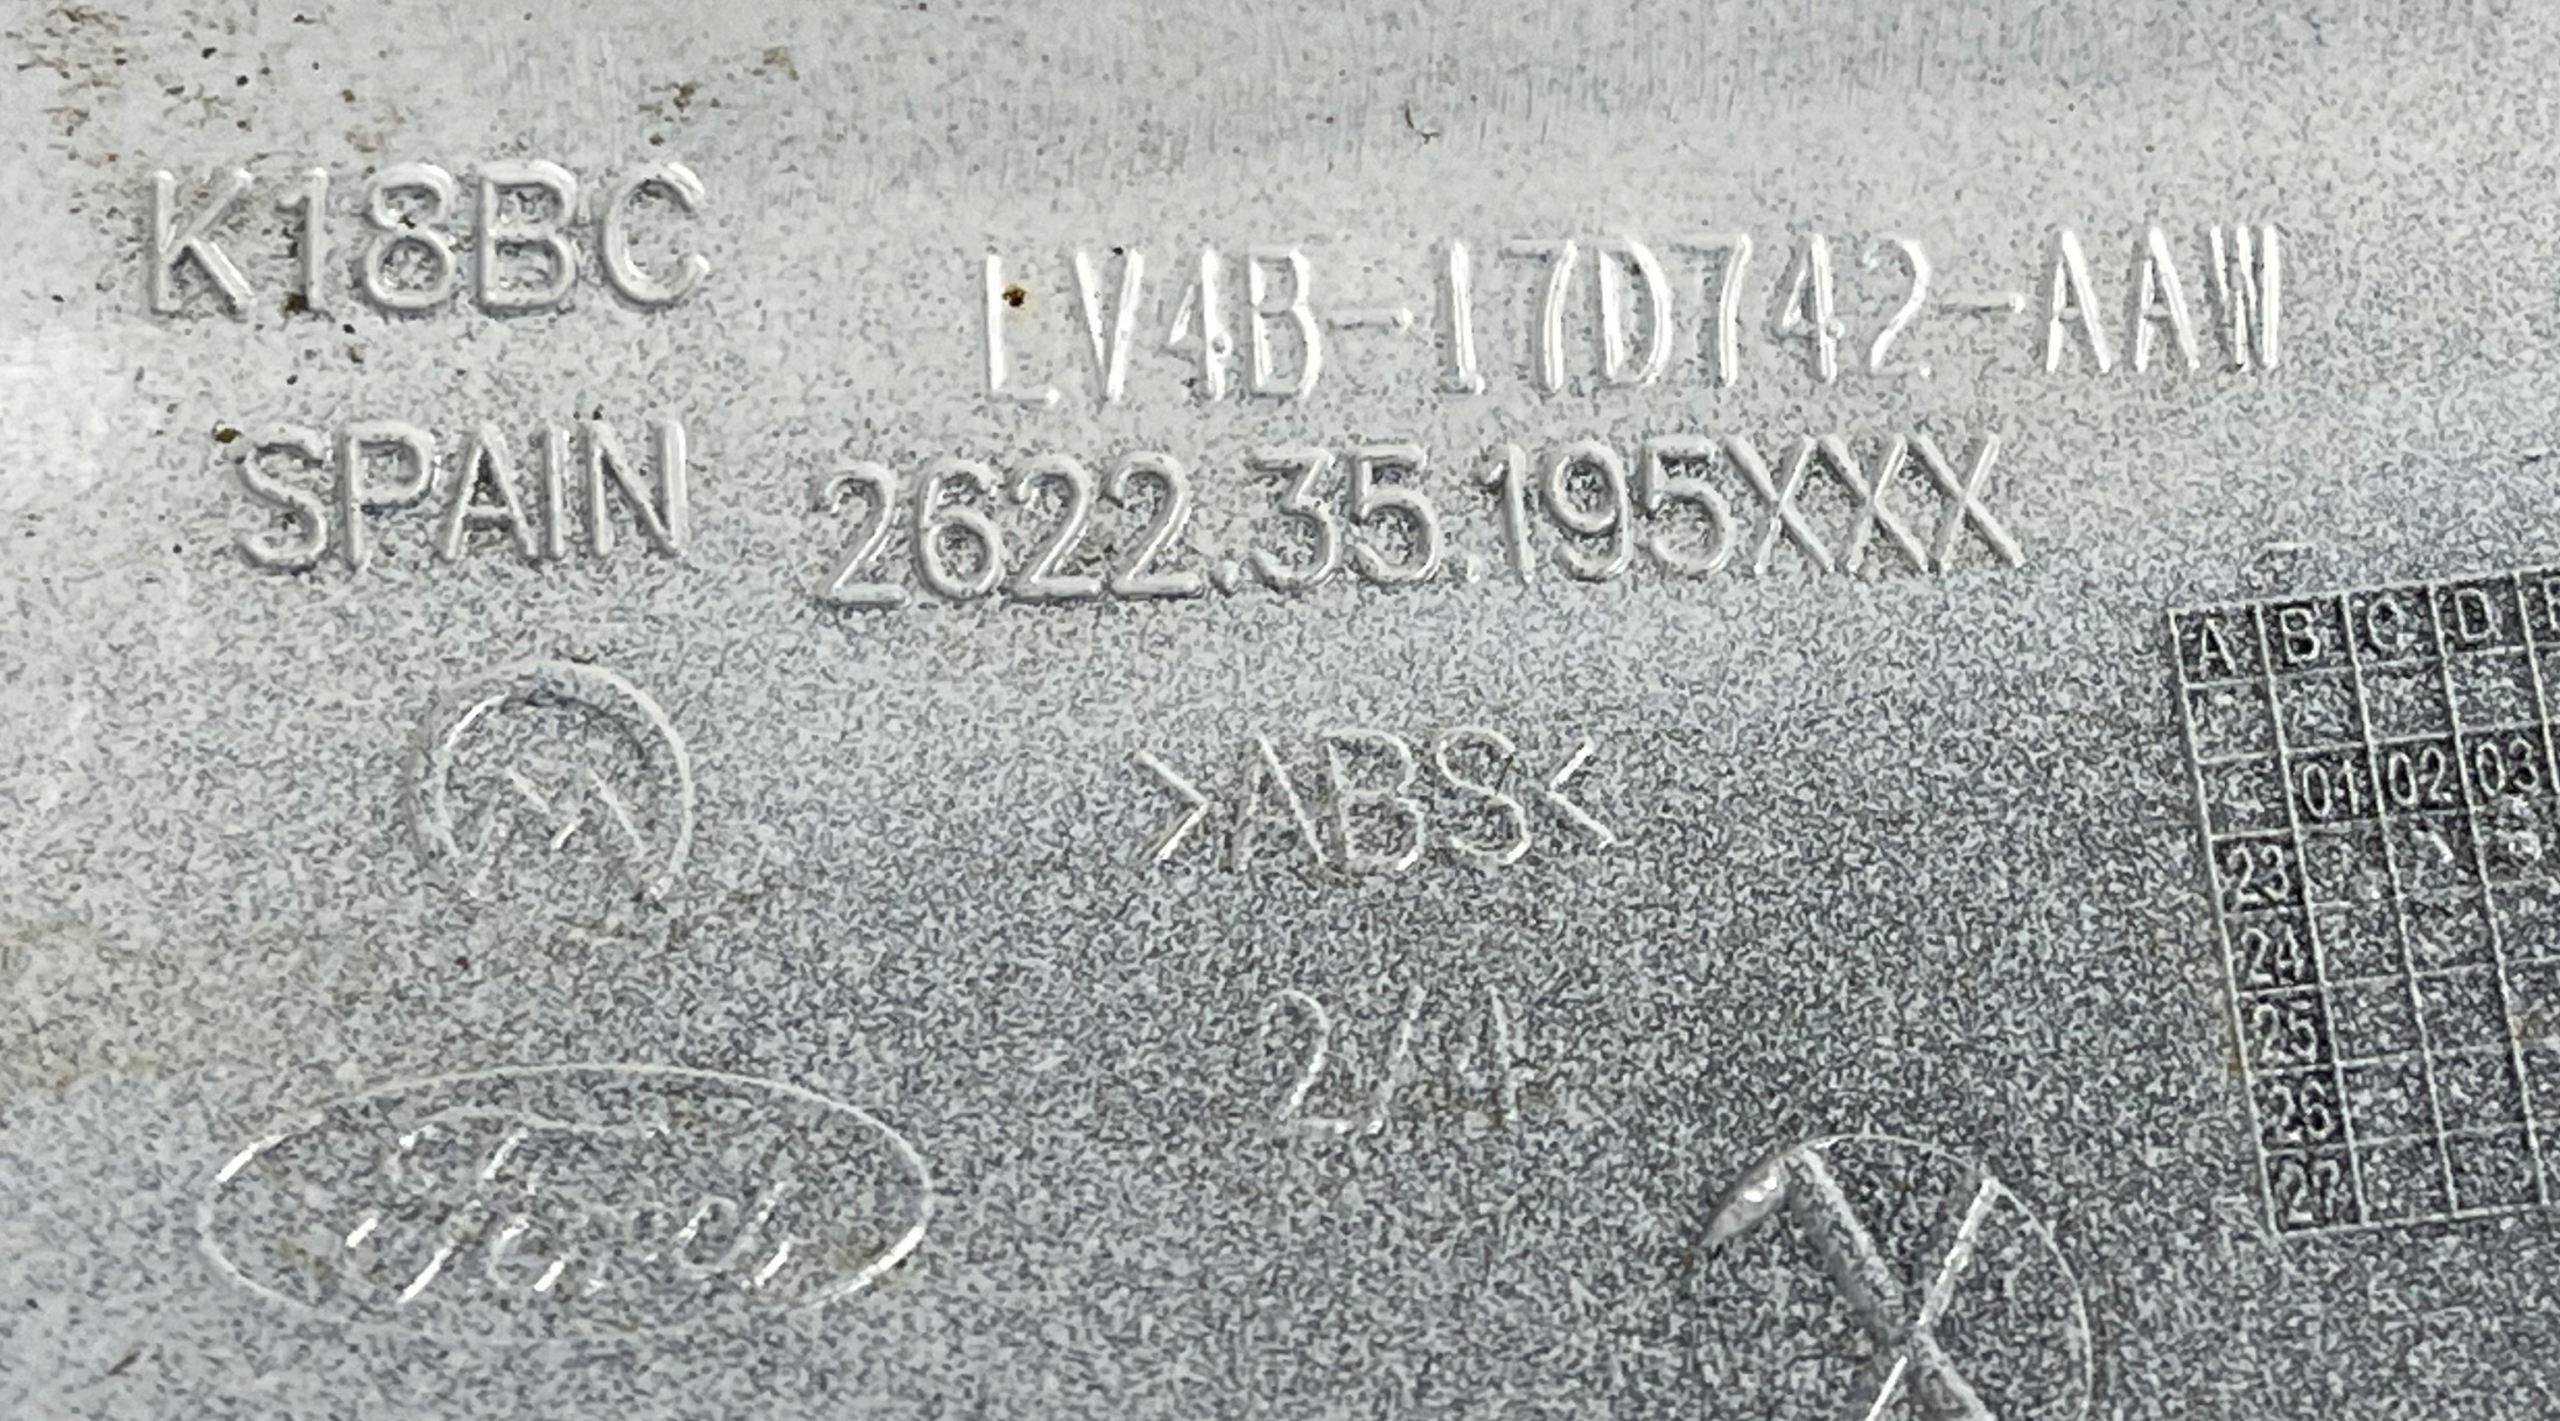 K18BC
LV4B-17D742-AAW
SPAIN
2622.35.195XXX
>ABS<
2/4
Ford
A B C D
01 02 03
23
24
25
26
27